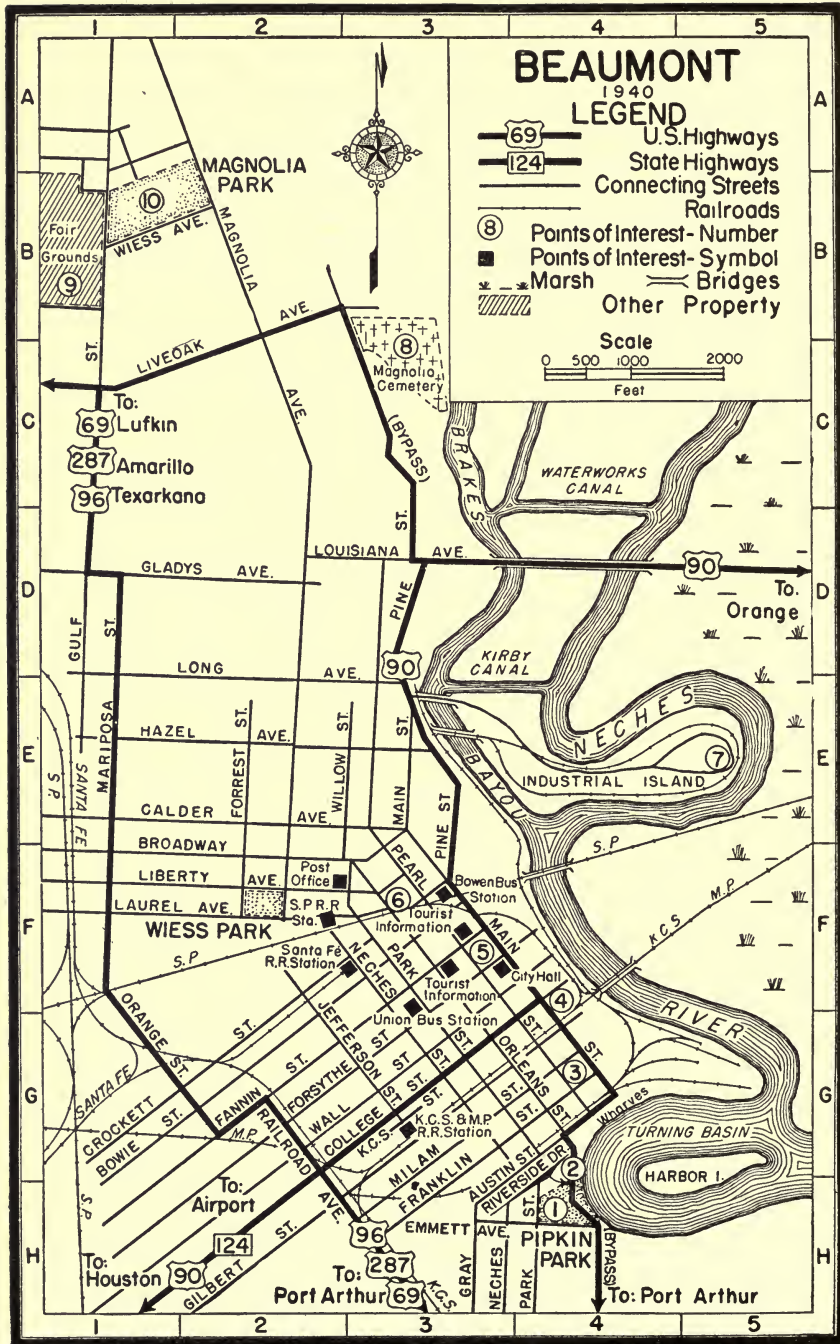 1 2 3 4 5
A
B
C
D
E
F
G
H
A
B
C
D
E
F
G
H
1 2 3 4 5
BEAUMONT
1940
LEGEND
69 U.S. Highways
124 State Highways
Connecting Streets
Railroads
8 Points of Interest-Number
Points of Interest-Symbol
Marsh Bridges
Other Property
Scale
0 500 1000 2000
Feet
MAGNOLIA
PARK
10
WIESS AVE.
Fair
Grounds
9
MAGNOLIA
AVE.
ST.
LIVEOAK AVE
8
Magnolia
Cemetery
To:
69 Lufkin
287 Amarillo
96 Texarkana
(BYPASS)
ST.
BRAKES
BAYOU
WATERWORKS
CANAL
LOUISIANA AVE.
90
To.
Orange
GLADYS AVE.
GULF
ST.
PINE
90
ST.
LONG AVE.
KIRBY
CANAL
NECHES
RIVER
MARIPOSA
HAZEL AVE.
FORREST
ST.
WILLOW
ST.
MAIN
INDUSTRIAL ISLAND
7
S.P.
SANTA FE
CALDER AVE
PINE ST
BROADWAY
PEARL
S.P
Post
Office
LIBERTY AVE.
Bowen Bus
Station
K.C.S. M.P.
6
LAUREL AVE.
S.P.R.R
Sta.
Tourist
Information
MAIN
WIESS PARK
5
S.P
Santa Fe
R.R. Station
NECHES
PARK
Tourist
Information
City Hall
4
ORANGE ST.
Union Bus Station
JEFFERSON
ST.
ST.
ST.
ORLEANS
ST.
ST.
3
SANTA FE
CROCKETT ST.
BOWIE ST.
FANNIN ST.
FORSYTHE ST
WALL ST
COLLEGE ST.
M.P.
RAILROAD
AVE.
K.C.S.
K.C.S. & M.P.
R.R. Station
Wharves
TURNING BASIN
MILAM ST
FRANKLIN ST
AUSTIN ST.
RIVERSIDE DR.
2
HARBOR I.
S.P.
To:
Airport
124
1
EMMETT AVE.
PIPKIN
PARK
GRAY
NECHES
PARK
ST.
(BYPASS)
To:
Houston
90
GILBERT ST.
96
287
69
To:
Port Arthur
K.C.S.
To: Port Arthur